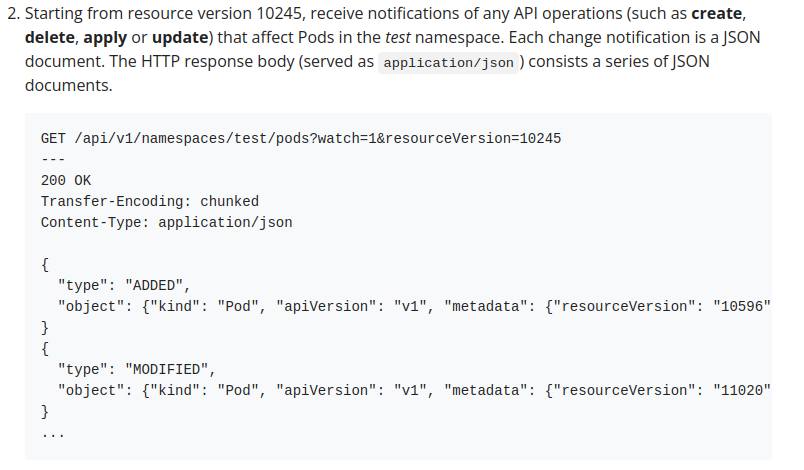 2. Starting from resource version 10245, receive notifications of any API operations (such as create,
delete, apply or update) that affect Pods in the test namespace. Each change notification is a JSON
document. The HTTP response body (served as application/json ) consists a series of JSON
documents.
GET /api/v1/namespaces/test/pods?watch=1&resourceVersion=10245
---
200 OK
Transfer-Encoding: chunked
Content-Type: application/json
{
  "type": "ADDED",
  "object": {"kind": "Pod", "apiVersion": "v1", "metadata": {"resourceVersion": "10596"
}
{
  "type": "MODIFIED",
  "object": {"kind": "Pod", "apiVersion": "v1", "metadata": {"resourceVersion": "11020"
}
...